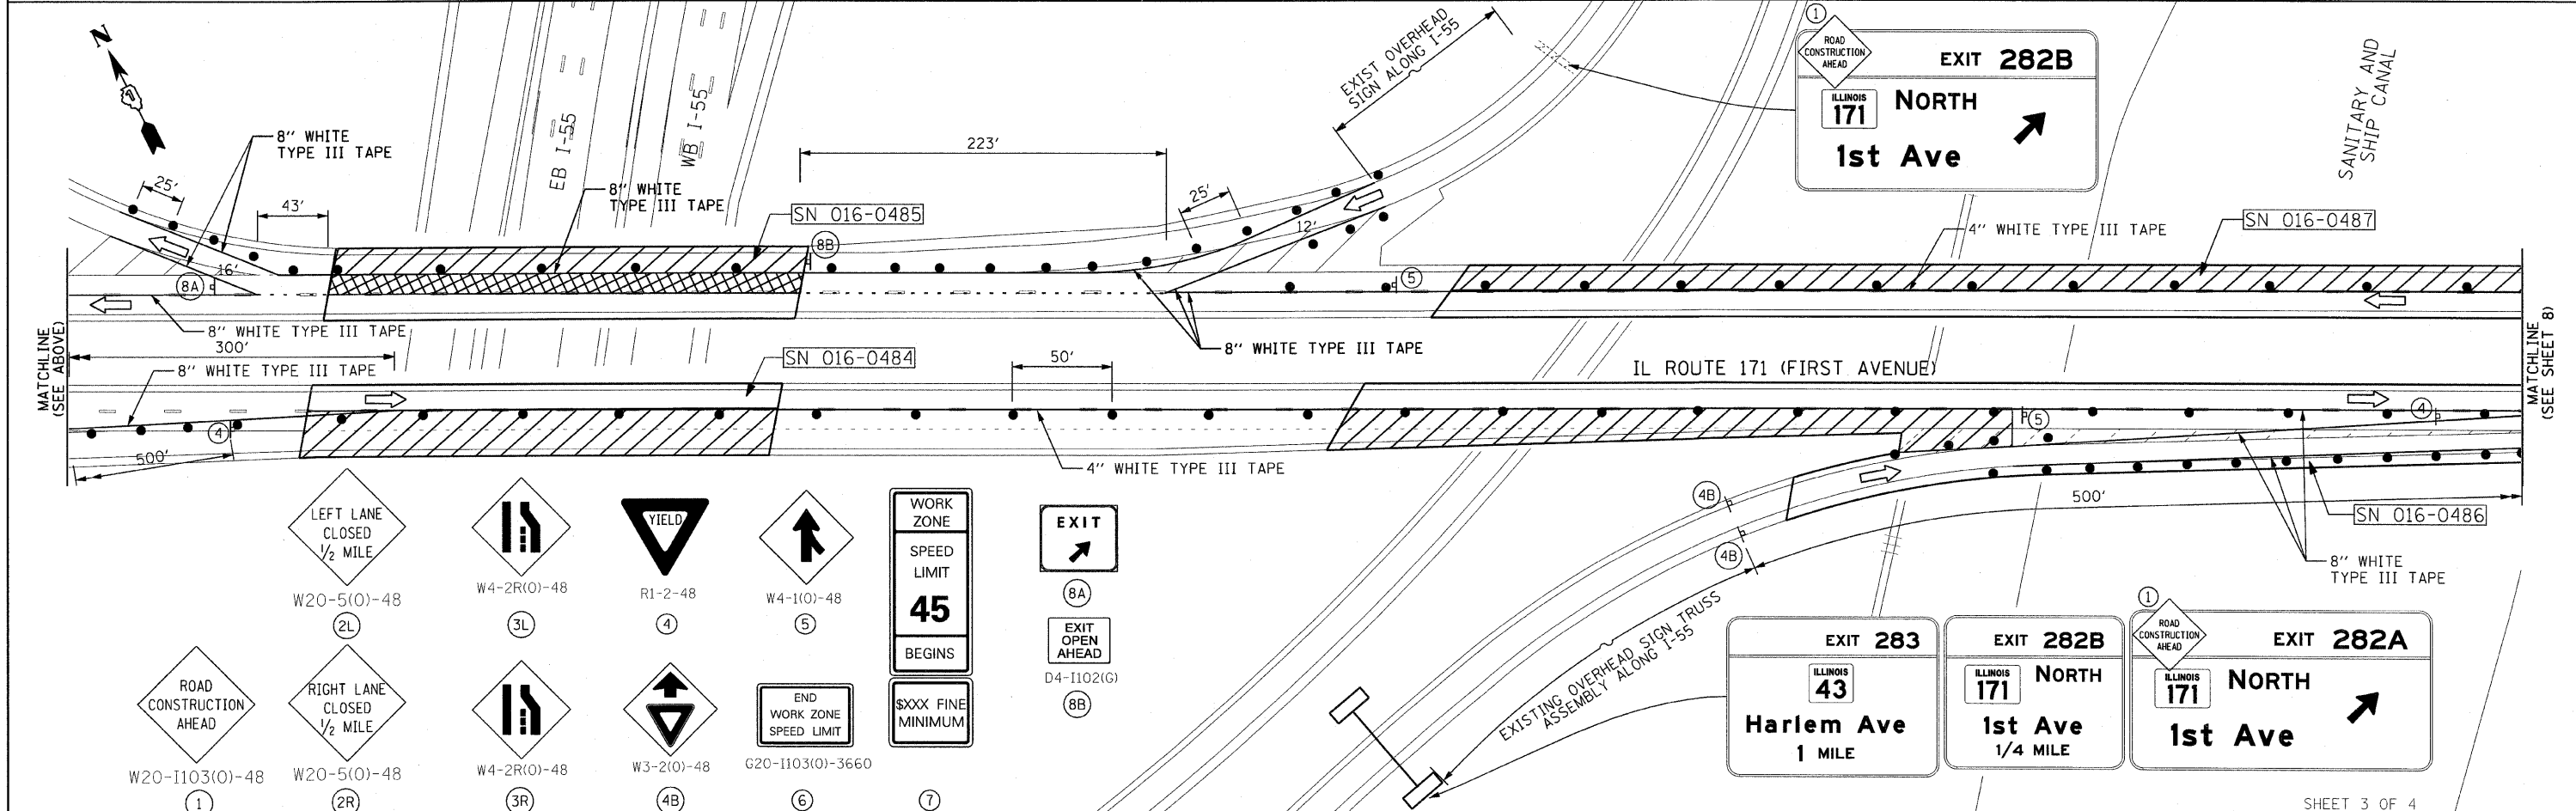 N
8" WHITE
TYPE III TAPE
25'
43'
EB I-55
WB I-55
8" WHITE
TYPE III TAPE
SN 016-0485
223'
25'
EXIST OVERHEAD
SIGN ALONG I-55
1
ROAD
CONSTRUCTION
AHEAD
EXIT 282B
ILLINOIS
171
NORTH
1st Ave
SANITARY AND
SHIP CANAL
8B
12'
4" WHITE TYPE III TAPE
SN 016-0487
16'
8A
5
8" WHITE TYPE III TAPE
8" WHITE TYPE III TAPE
MATCHLINE
(SEE ABOVE)
300'
8" WHITE TYPE III TAPE
SN 016-0484
50'
IL ROUTE 171 (FIRST AVENUE)
MATCHLINE
(SEE SHEET 8)
4
500'
4" WHITE TYPE III TAPE
5
4
4B
4B
500'
SN 016-0486
8" WHITE
TYPE III TAPE
LEFT LANE
CLOSED
1/2 MILE
W20-5(O)-48
2L
W4-2R(O)-48
3L
YIELD
R1-2-48
4
W4-1(O)-48
5
WORK
ZONE
SPEED
LIMIT
45
BEGINS
$XXX FINE
MINIMUM
7
EXIT
8A
EXIT
OPEN
AHEAD
D4-I102(G)
8B
ROAD
CONSTRUCTION
AHEAD
W20-I103(O)-48
1
RIGHT LANE
CLOSED
1/2 MILE
W20-5(O)-48
2R
W4-2R(O)-48
3R
W3-2(O)-48
4B
END
WORK ZONE
SPEED LIMIT
G20-I103(O)-3660
6
EXISTING OVERHEAD SIGN TRUSS
ASSEMBLY ALONG I-55
EXIT 283
ILLINOIS
43
Harlem Ave
1 MILE
EXIT 282B
ILLINOIS
171
NORTH
1st Ave
1/4 MILE
1
ROAD
CONSTRUCTION
AHEAD
EXIT 282A
ILLINOIS
171
NORTH
1st Ave
SHEET 3 OF 4